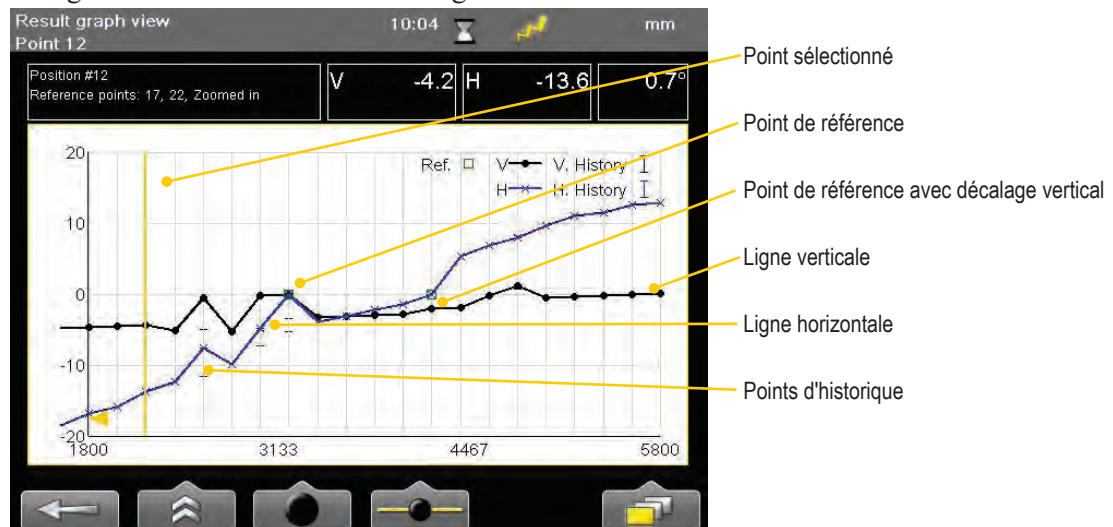 Result graph view 10:04 mm
Point 12
Position #12
Reference points: 17, 22, Zoomed in
V -4.2 H -13.6 0.7°
Ref. V V. History
H H. History
20
10
0
-10
-20
1800 3133 4467 5800
Point sélectionné
Point de référence
Point de référence avec décalage vertical
Ligne verticale
Ligne horizontale
Points d'historique